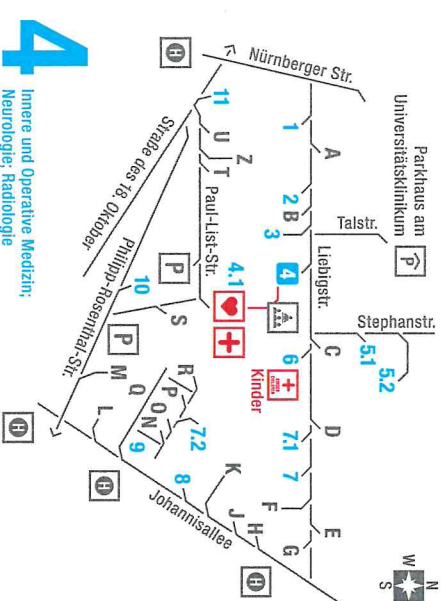 4
Innere und Operative Medizin;
Neurologie; Radiologie
Nürnberger Str.
Parkhaus am
Universitätsklinikum
P
Talstr.
Stephanstr.
Liebigstr.
Paul-List-Str.
Straße des 18. Oktober
Philipp-Rosenthal-Str.
Johannisallee
Kinder
1
A
2
B
3
4
4.1
C
5.1
5.2
6
D
7.1
7
F
E
G
11
U
Z
T
P
10
S
P
M
Q
R
P
O
N
7.2
9
L
8
K
J
H
H
H
H
H
N
W
S